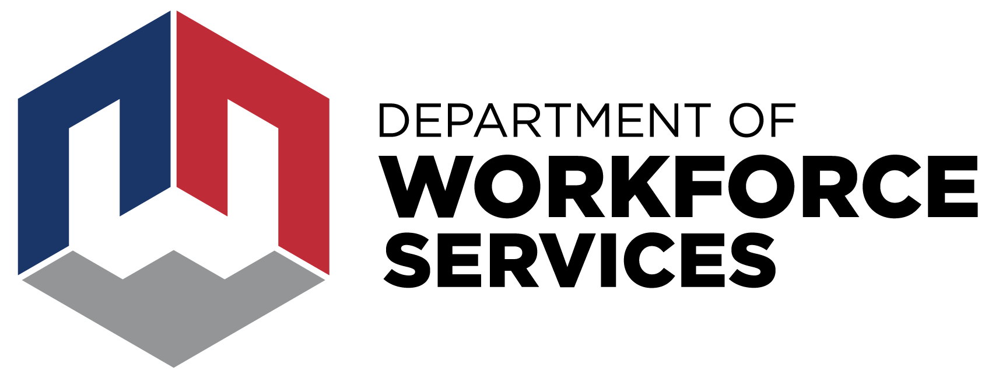 DEPARTMENT OF
WORKFORCE
SERVICES